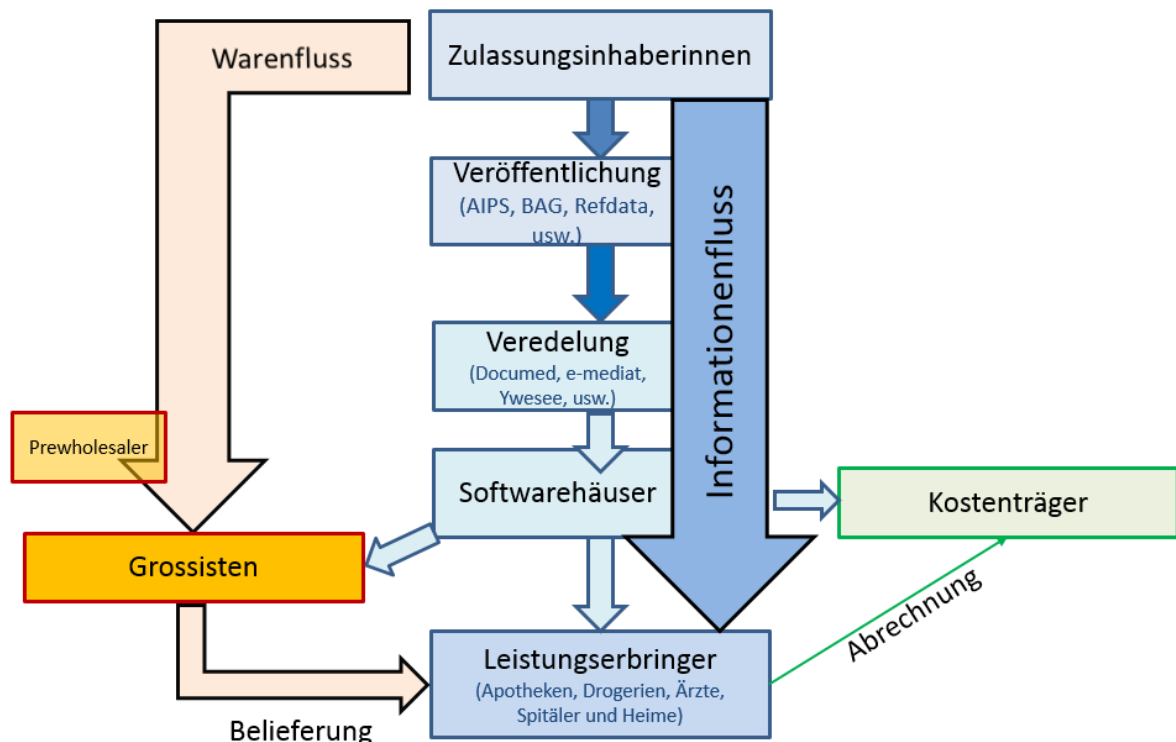 Warenfluss
Zulassungsinhaberinnen
Veröffentlichung
(AIPS, BAG, Refdata,
usw.)
Informationenfluss
Veredelung
(Documed, e-mediat,
Ywesee, usw.)
Prewholesaler
Softwarehäuser
Kostenträger
Grossisten
Abrechnung
Leistungserbringer
(Apotheken, Drogerien, Ärzte,
Spitäler und Heime)
Belieferung